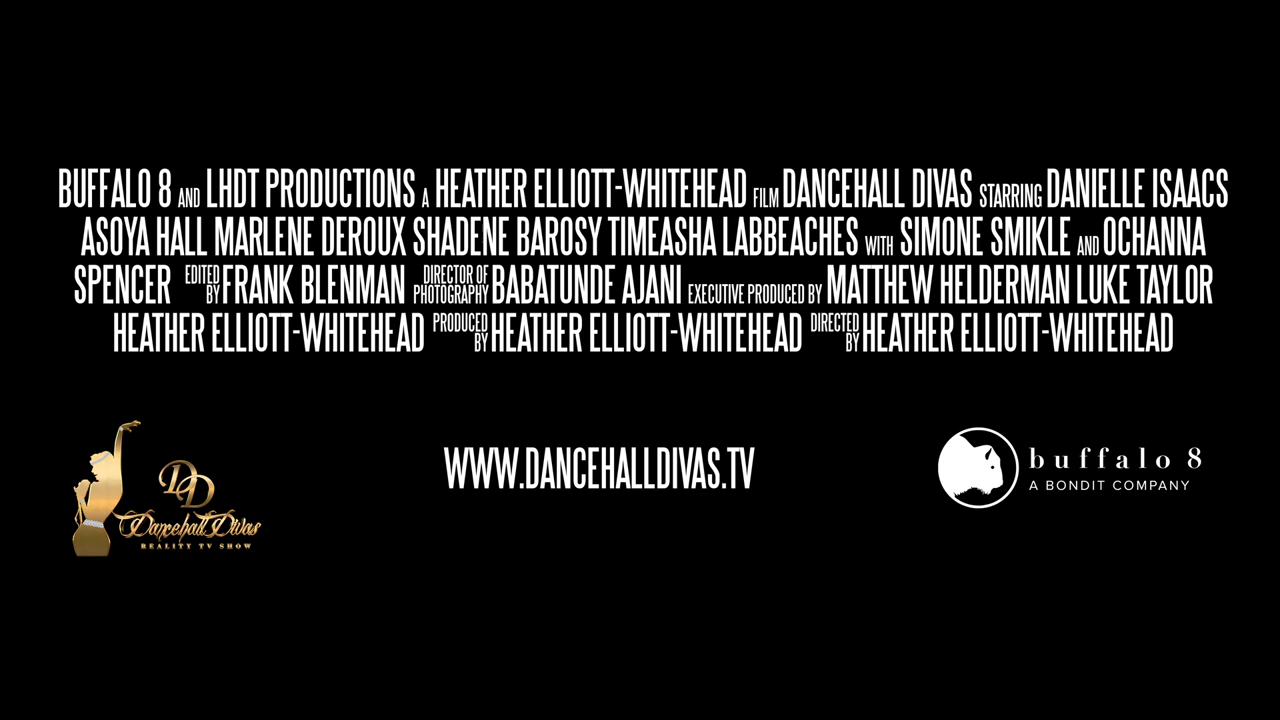 BUFFALO 8 AND LHDT PRODUCTIONS A HEATHER ELLIOTT-WHITEHEAD FILM DANCEHALL DIVAS STARRING DANIELLE ISAACS
ASOYA HALL MARLENE DEROUX SHADENE BAROSY TIMEASHA LABBEACHES WITH SIMONE SMIKLE AND OCHANNA
SPENCER EDITED BY FRANK BLENMAN DIRECTOR OF PHOTOGRAPHY BABATUNDE AJANI EXECUTIVE PRODUCED BY MATTHEW HELDERMAN LUKE TAYLOR
HEATHER ELLIOTT-WHITEHEAD PRODUCED BY HEATHER ELLIOTT-WHITEHEAD DIRECTED BY HEATHER ELLIOTT-WHITEHEAD
DD
Dancehall Divas
REALITY TV SHOW
WWW.DANCEHALLDIVAS.TV
buffalo 8
A BONDIT COMPANY